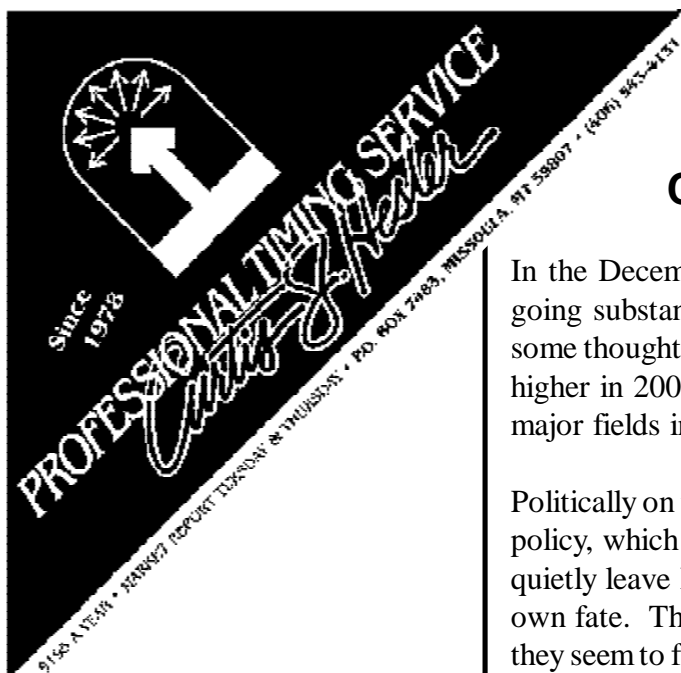 PROFESSIONAL TIMING SERVICE
Curtis J. Hesler
Since
1978
A YEAR • MARKET REPORT TUESDAY & THURSDAY • P.O. BOX 7483, MISSOULA, MT 59807 • (406) 543-4131
In the Decem
going substan
some thought
higher in 200
major fields i
Politically on
policy, which
quietly leave
own fate. Th
they seem to f